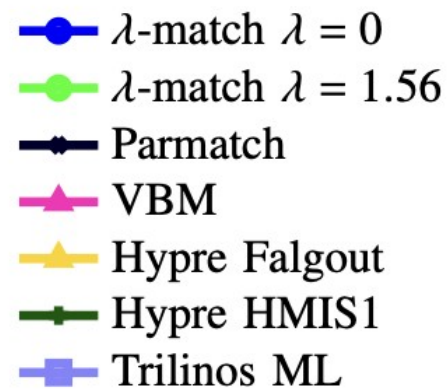 λ-match λ = 0
λ-match λ = 1.56
Parmatch
VBM
Hypre Falgout
Hypre HMIS1
Trilinos ML